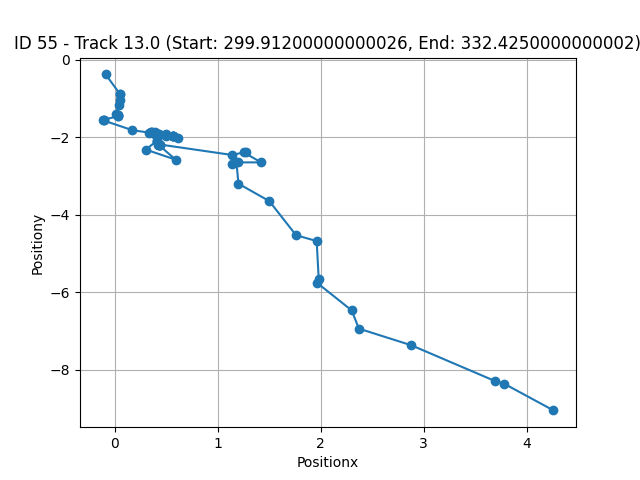 ID 55 - Track 13.0 (Start: 299.91200000000026, End: 332.4250000000002)
0
−2
−4
−6
−8
Positiony
0 1 2 3 4
Positionx